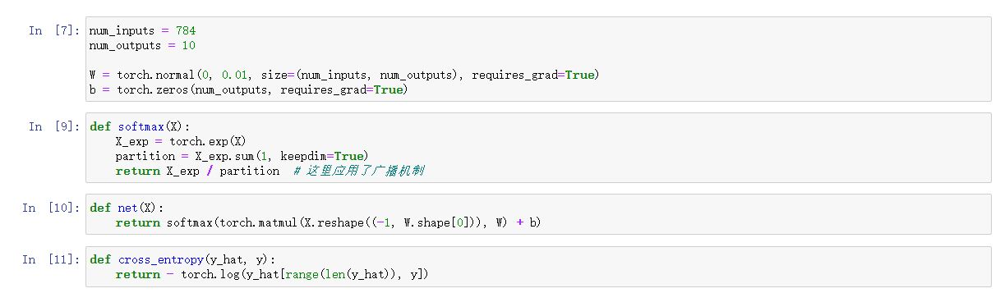 In [7]: num_inputs = 784
num_outputs = 10
W = torch.normal(0, 0.01, size=(num_inputs, num_outputs), requires_grad=True)
b = torch.zeros(num_outputs, requires_grad=True)
In [9]: def softmax(X):
    X_exp = torch.exp(X)
    partition = X_exp.sum(1, keepdim=True)
    return X_exp / partition  # 这里应用了广播机制
In [10]: def net(X):
    return softmax(torch.matmul(X.reshape((-1, W.shape[0])), W) + b)
In [11]: def cross_entropy(y_hat, y):
    return - torch.log(y_hat[range(len(y_hat)), y])